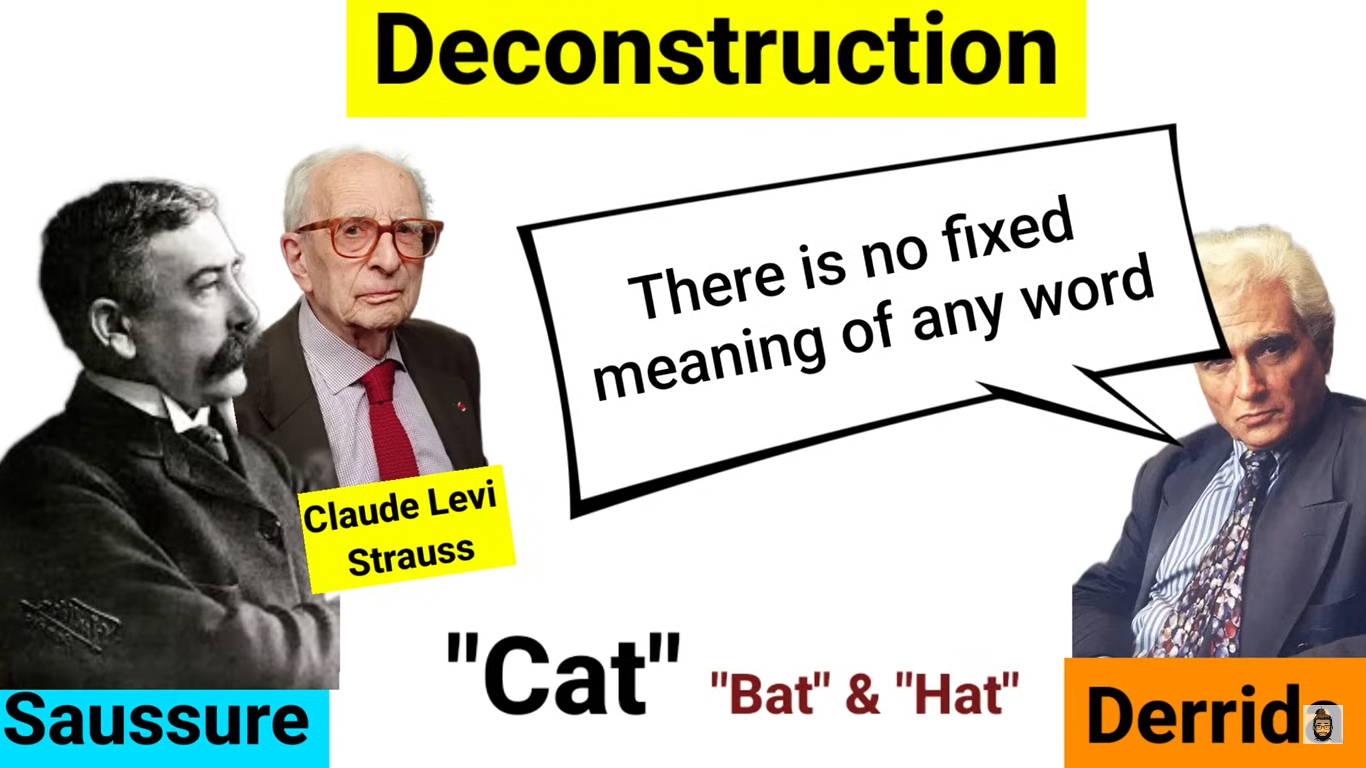 Deconstruction
There is no fixed
meaning of any word
Claude Levi
Strauss
"Cat" "Bat" & "Hat"
Saussure
Derrida